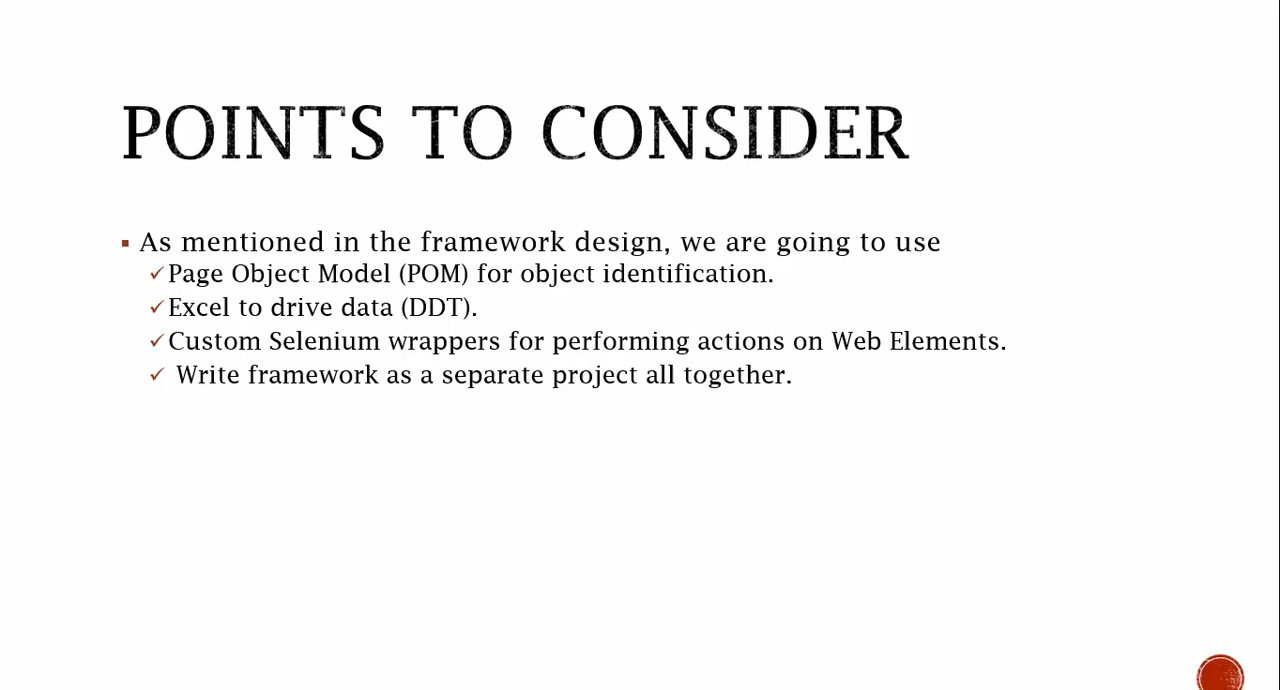 POINTS TO CONSIDER
▪ As mentioned in the framework design, we are going to use
✓Page Object Model (POM) for object identification.
✓Excel to drive data (DDT).
✓Custom Selenium wrappers for performing actions on Web Elements.
✓ Write framework as a separate project all together.